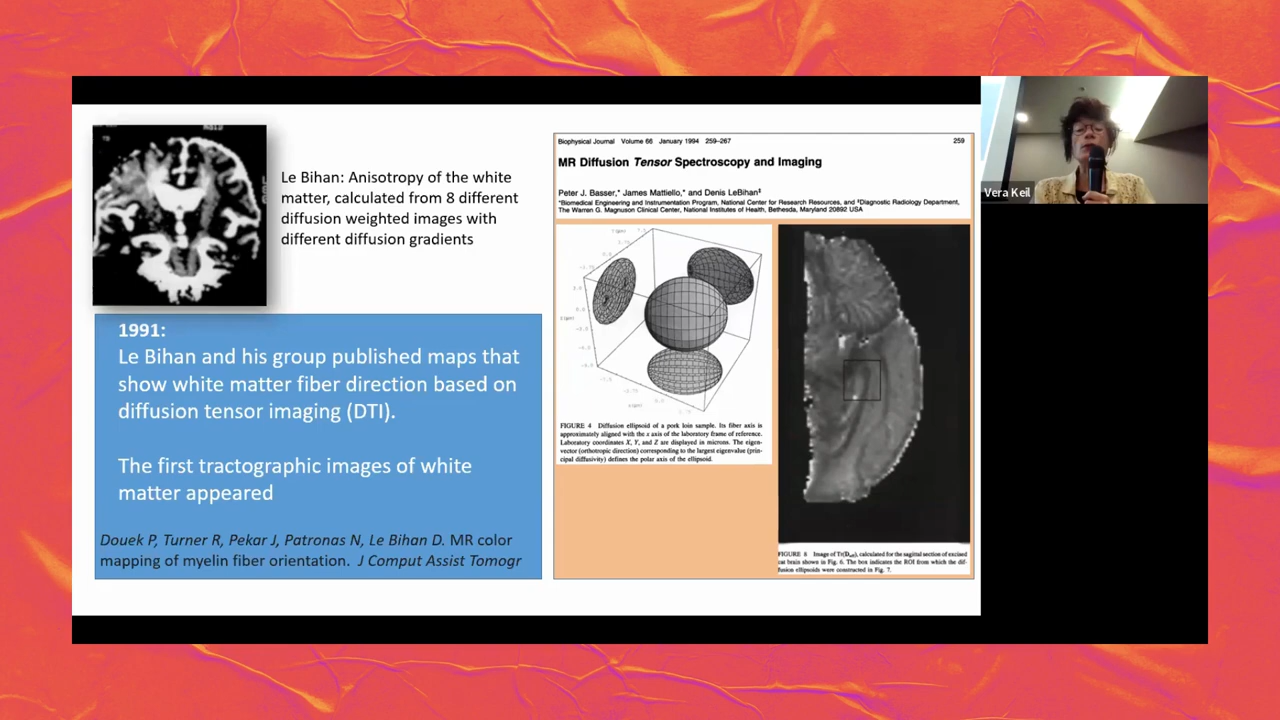 Le Bihan: Anisotropy of the white
matter, calculated from 8 different
diffusion weighted images with
different diffusion gradients
1991:
Le Bihan and his group published maps that
show white matter fiber direction based on
diffusion tensor imaging (DTI).
The first tractographic images of white
matter appeared
Douek P, Turner R, Pekar J, Patronas N, Le Bihan D. MR color
mapping of myelin fiber orientation. J Comput Assist Tomogr
Biophysical Journal Volume 66 January 1994 259–267
259
MR Diffusion Tensor Spectroscopy and Imaging
Peter J. Basser,* James Mattiello,* and Denis LeBihan‡
*Biomedical Engineering and Instrumentation Program, National Center for Research Resources, and ‡Diagnostic Radiology Department,
The Warren G. Magnuson Clinical Center, National Institutes of Health, Bethesda, Maryland 20892 USA
FIGURE 4 Diffusion ellipsoid of a pork loin sample. Its fiber axis is
approximately aligned with the x axis of the laboratory frame of reference.
Laboratory coordinates X, Y, and Z are displayed in microns. The eigen-
vector (orthotropic direction) corresponding to the largest eigenvalue (prin-
cipal diffusivity) defines the polar axis of the ellipsoid.
FIGURE 8 Image of Tr(D), calculated for the sagittal section of excised
cat brain shown in Fig. 6. The box indicates the ROI from which the dif-
fusion ellipsoids were constructed in Fig. 7.
Vera Keil